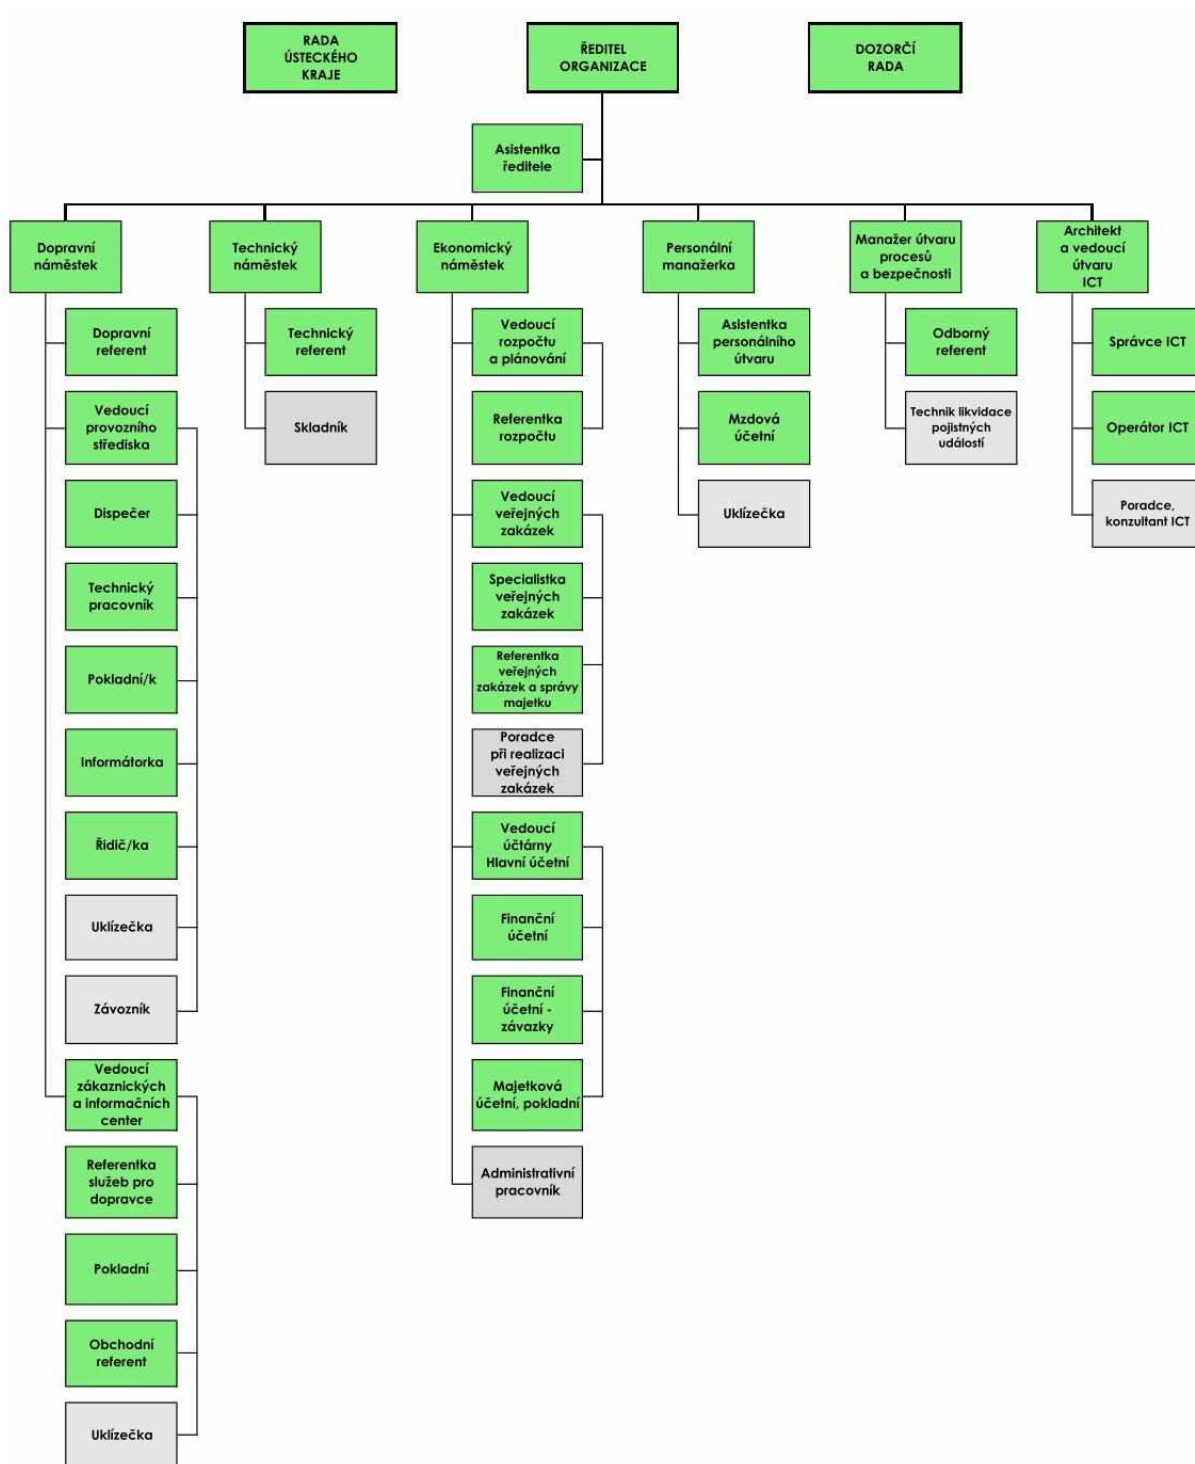 RADA
ÚSTECKÉHO
KRAJE
ŘEDITEL
ORGANIZACE
DOZORČÍ
RADA
Asistentka
ředitele
Dopravní
náměstek
Dopravní
referent
Vedoucí
provozního
střediska
Dispečer
Technický
pracovník
Pokladní/k
Informátorka
Řidič/ka
Uklízečka
Závozník
Vedoucí
zákaznických
a informačních
center
Referentka
služeb pro
dopravce
Pokladní
Obchodní
referent
Uklízečka
Technický
náměstek
Technický
referent
Skladník
Ekonomický
náměstek
Vedoucí
rozpočtu
a plánování
Referentka
rozpočtu
Vedoucí
veřejných
zakázek
Specialistka
veřejných
zakázek
Referentka
veřejných
zakázek a správy
majetku
Poradce
při realizaci
veřejných
zakázek
Vedoucí
účtárny
Hlavní účetní
Finanční
účetní
Finanční
účetní -
závazky
Majetková
účetní, pokladní
Administrativní
pracovník
Personální
manažerka
Asistentka
personálního
útvaru
Mzdová
účetní
Uklízečka
Manažer útvaru
procesů
a bezpečnosti
Odborný
referent
Technik likvidace
pojistných
událostí
Architekt
a vedoucí
útvaru
ICT
Správce ICT
Operátor ICT
Poradce,
konzultant ICT